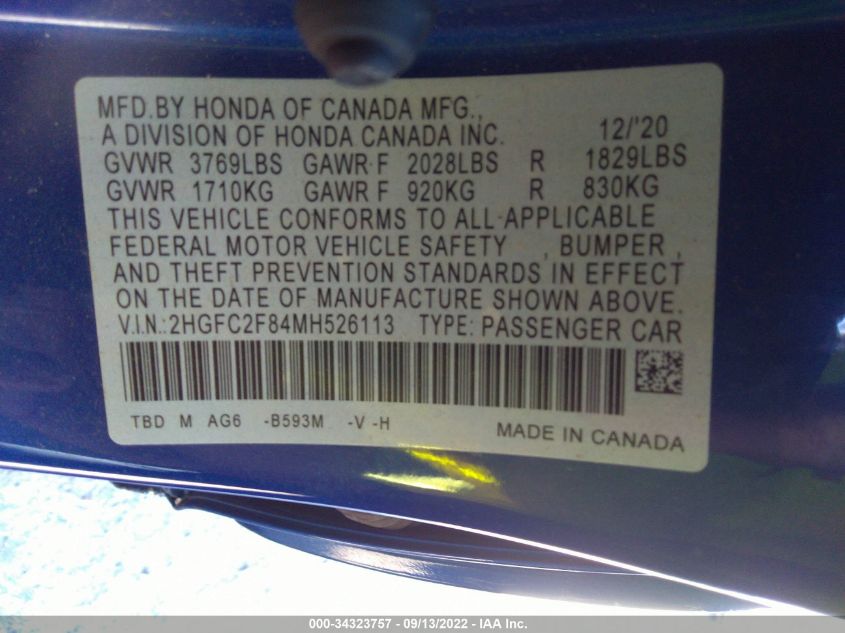 MFD.BY HONDA OF CANADA MFG.,
A DIVISION OF HONDA CANADA INC. 12/'20
GVWR 3769LBS GAWR F 2028LBS R 1829LBS
GVWR 1710KG GAWR F 920KG R 830KG
THIS VEHICLE CONFORMS TO ALL APPLICABLE
FEDERAL MOTOR VEHICLE SAFETY , BUMPER ,
AND THEFT PREVENTION STANDARDS IN EFFECT
ON THE DATE OF MANUFACTURE SHOWN ABOVE.
V.I.N.:2HGFC2F84MH526113 TYPE: PASSENGER CAR
TBD M AG6 -B593M -V -H
MADE IN CANADA
000-34323757 - 09/13/2022 - IAA Inc.